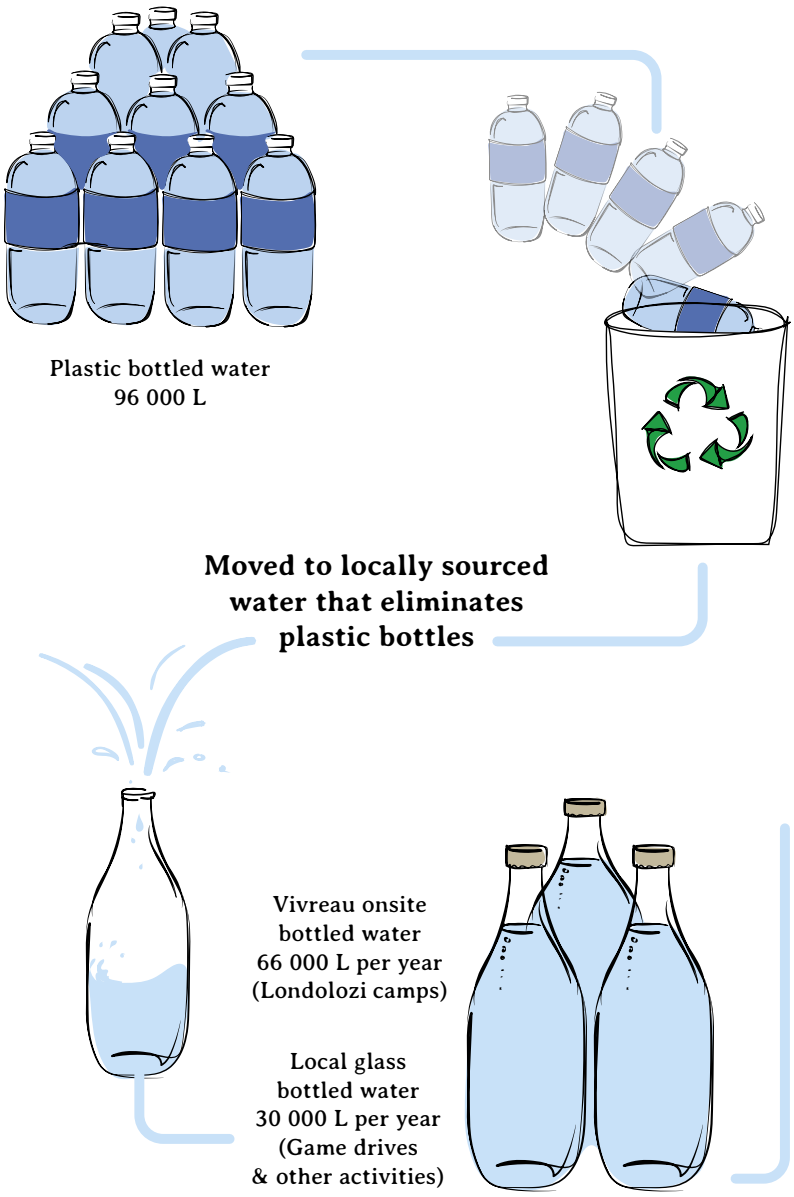 Plastic bottled water
96 000 L
Moved to locally sourced
water that eliminates
plastic bottles
Vivreau onsite
bottled water
66 000 L per year
(Londolozi camps)
Local glass
bottled water
30 000 L per year
(Game drives
& other activities)